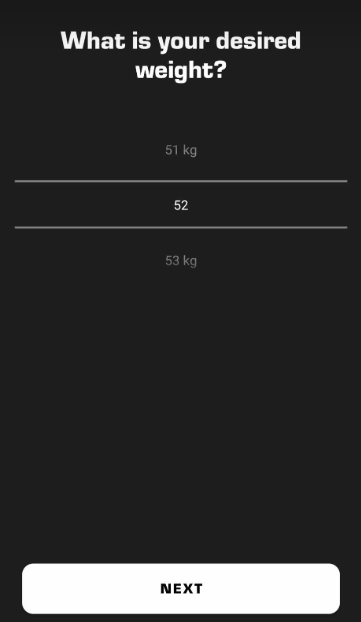 What is your desired
weight?
51 kg
52
53 kg
NEXT